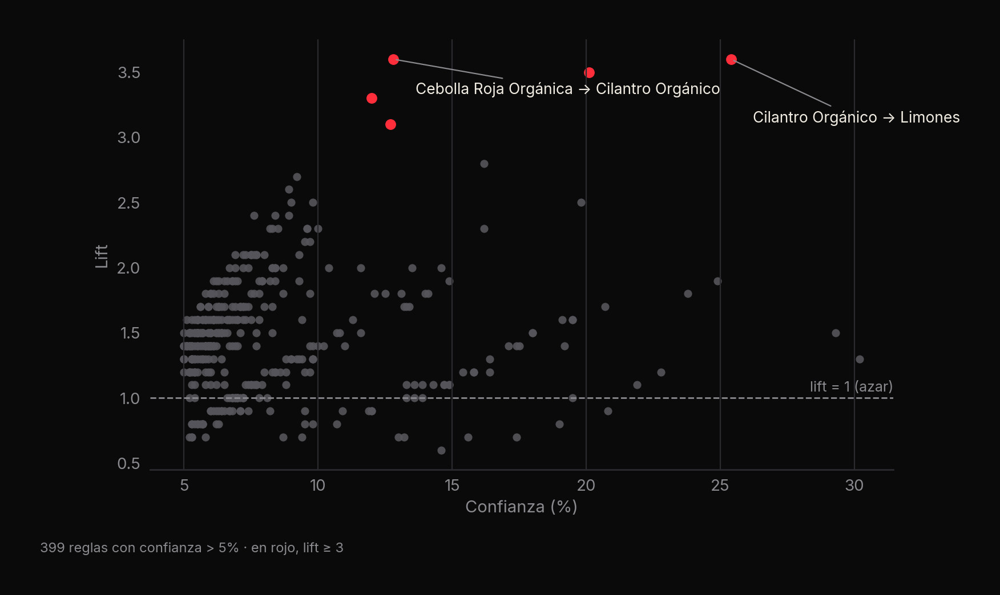 3.5
Cebolla Roja Orgánica → Cilantro Orgánico
Cilantro Orgánico → Limones
3.0
2.5
Lift
2.0
1.5
lift = 1 (azar)
1.0
0.5
5 10 15 20 25 30
Confianza (%)
399 reglas con confianza > 5% · en rojo, lift ≥ 3